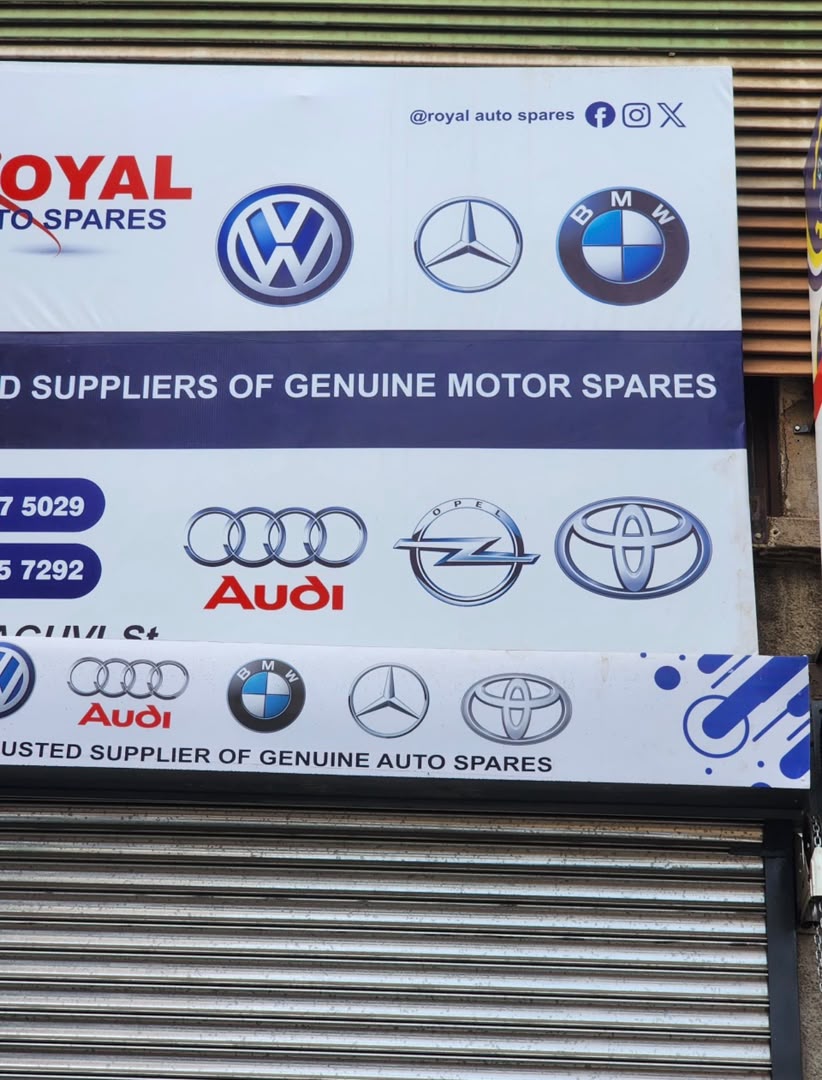 @royal auto spares
ROYAL
TO SPARES
BMW
D SUPPLIERS OF GENUINE MOTOR SPARES
7 5029
5 7292
Audi
OPEL
Audi
BMW
USTED SUPPLIER OF GENUINE AUTO SPARES